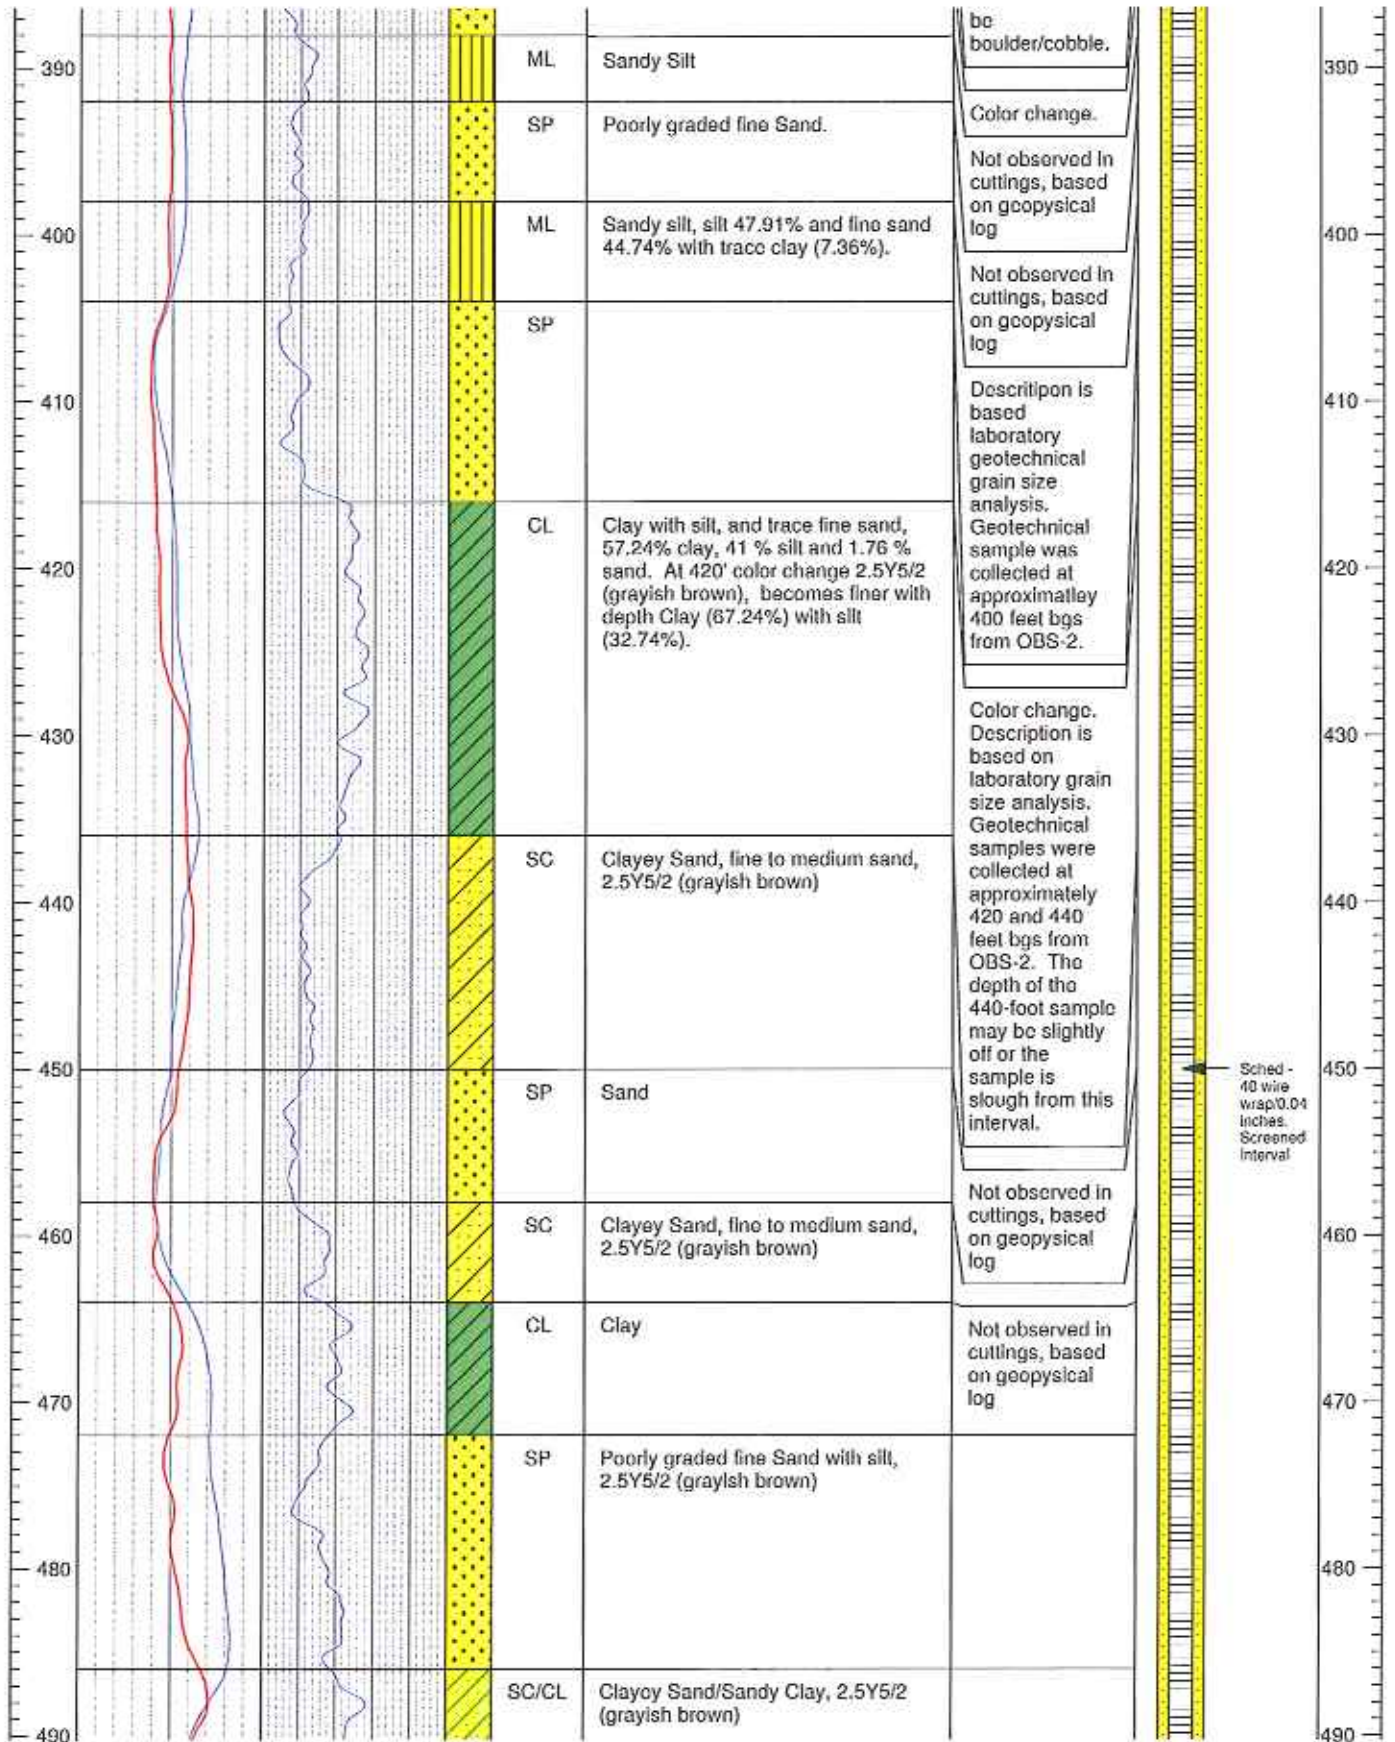 be
boulder/cobble.
390
ML
Sandy Silt
390
SP
Poorly graded fine Sand.
Color change.
Not observed in
cuttings, based
on geopysical
log
400
ML
Sandy silt, silt 47.91% and fine sand
44.74% with trace clay (7.36%).
400
Not observed in
cuttings, based
on geopysical
log
SP
410
Descritipon is
based
laboratory
geotechnical
grain size
analysis.
Geotechnical
sample was
collected at
approximatley
400 feet bgs
from OBS-2.
410
CL
Clay with silt, and trace fine sand,
57.24% clay, 41 % silt and 1.76 %
sand. At 420' color change 2.5Y5/2
(grayish brown), becomes finer with
depth Clay (67.24%) with silt
(32.74%).
420
420
430
Color change.
Description is
based on
laboratory grain
size analysis.
Geotechnical
samples were
collected at
approximately
420 and 440
feet bgs from
OBS-2. The
depth of the
440-foot sample
may be slightly
off or the
sample is
slough from this
interval.
430
SC
Clayey Sand, fine to medium sand,
2.5Y5/2 (grayish brown)
440
440
450
SP
Sand
Sched -
40 wire
wrap/0.04
inches.
Screened
Interval
450
460
SC
Clayey Sand, fine to medium sand,
2.5Y5/2 (grayish brown)
Not observed in
cuttings, based
on geopysical
log
460
CL
Clay
Not observed in
cuttings, based
on geopysical
log
470
470
SP
Poorly graded fine Sand with silt,
2.5Y5/2 (grayish brown)
480
480
SC/CL
Clayey Sand/Sandy Clay, 2.5Y5/2
(grayish brown)
490
490